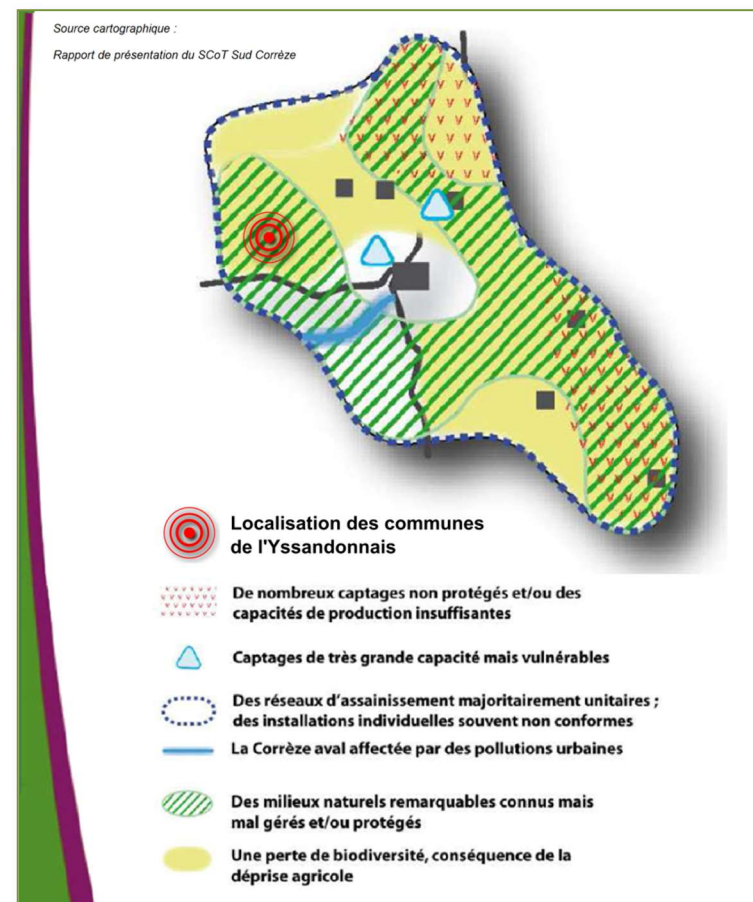 Source cartographique :
Rapport de présentation du SCoT Sud Corrèze
Localisation des communes
de l'Yssandonnais
De nombreux captages non protégés et/ou des
capacités de production insuffisantes
Captages de très grande capacité mais vulnérables
Des réseaux d'assainissement majoritairement unitaires ;
des installations individuelles souvent non conformes
La Corrèze aval affectée par des pollutions urbaines
Des milieux naturels remarquables connus mais
mal gérés et/ou protégés
Une perte de biodiversité, conséquence de la
déprise agricole